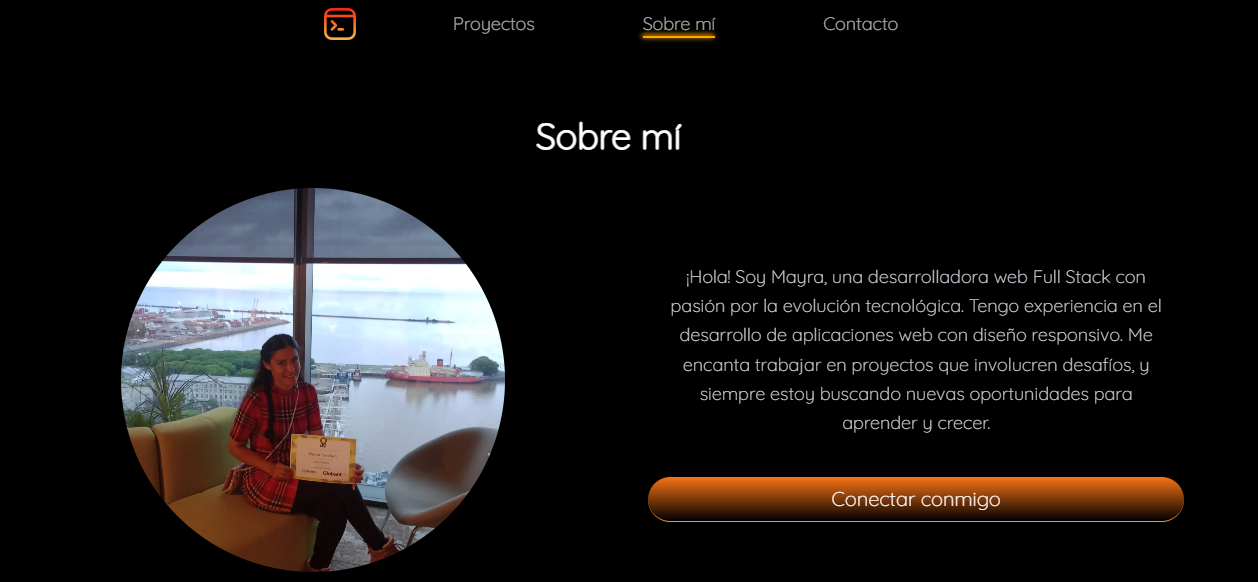 Proyectos
Sobre mí
Contacto
Sobre mí
¡Hola! Soy Mayra, una desarrolladora web Full Stack con
pasión por la evolución tecnológica. Tengo experiencia en el
desarrollo de aplicaciones web con diseño responsivo. Me
encanta trabajar en proyectos que involucren desafíos, y
siempre estoy buscando nuevas oportunidades para
aprender y crecer.
Globant
Conectar conmigo